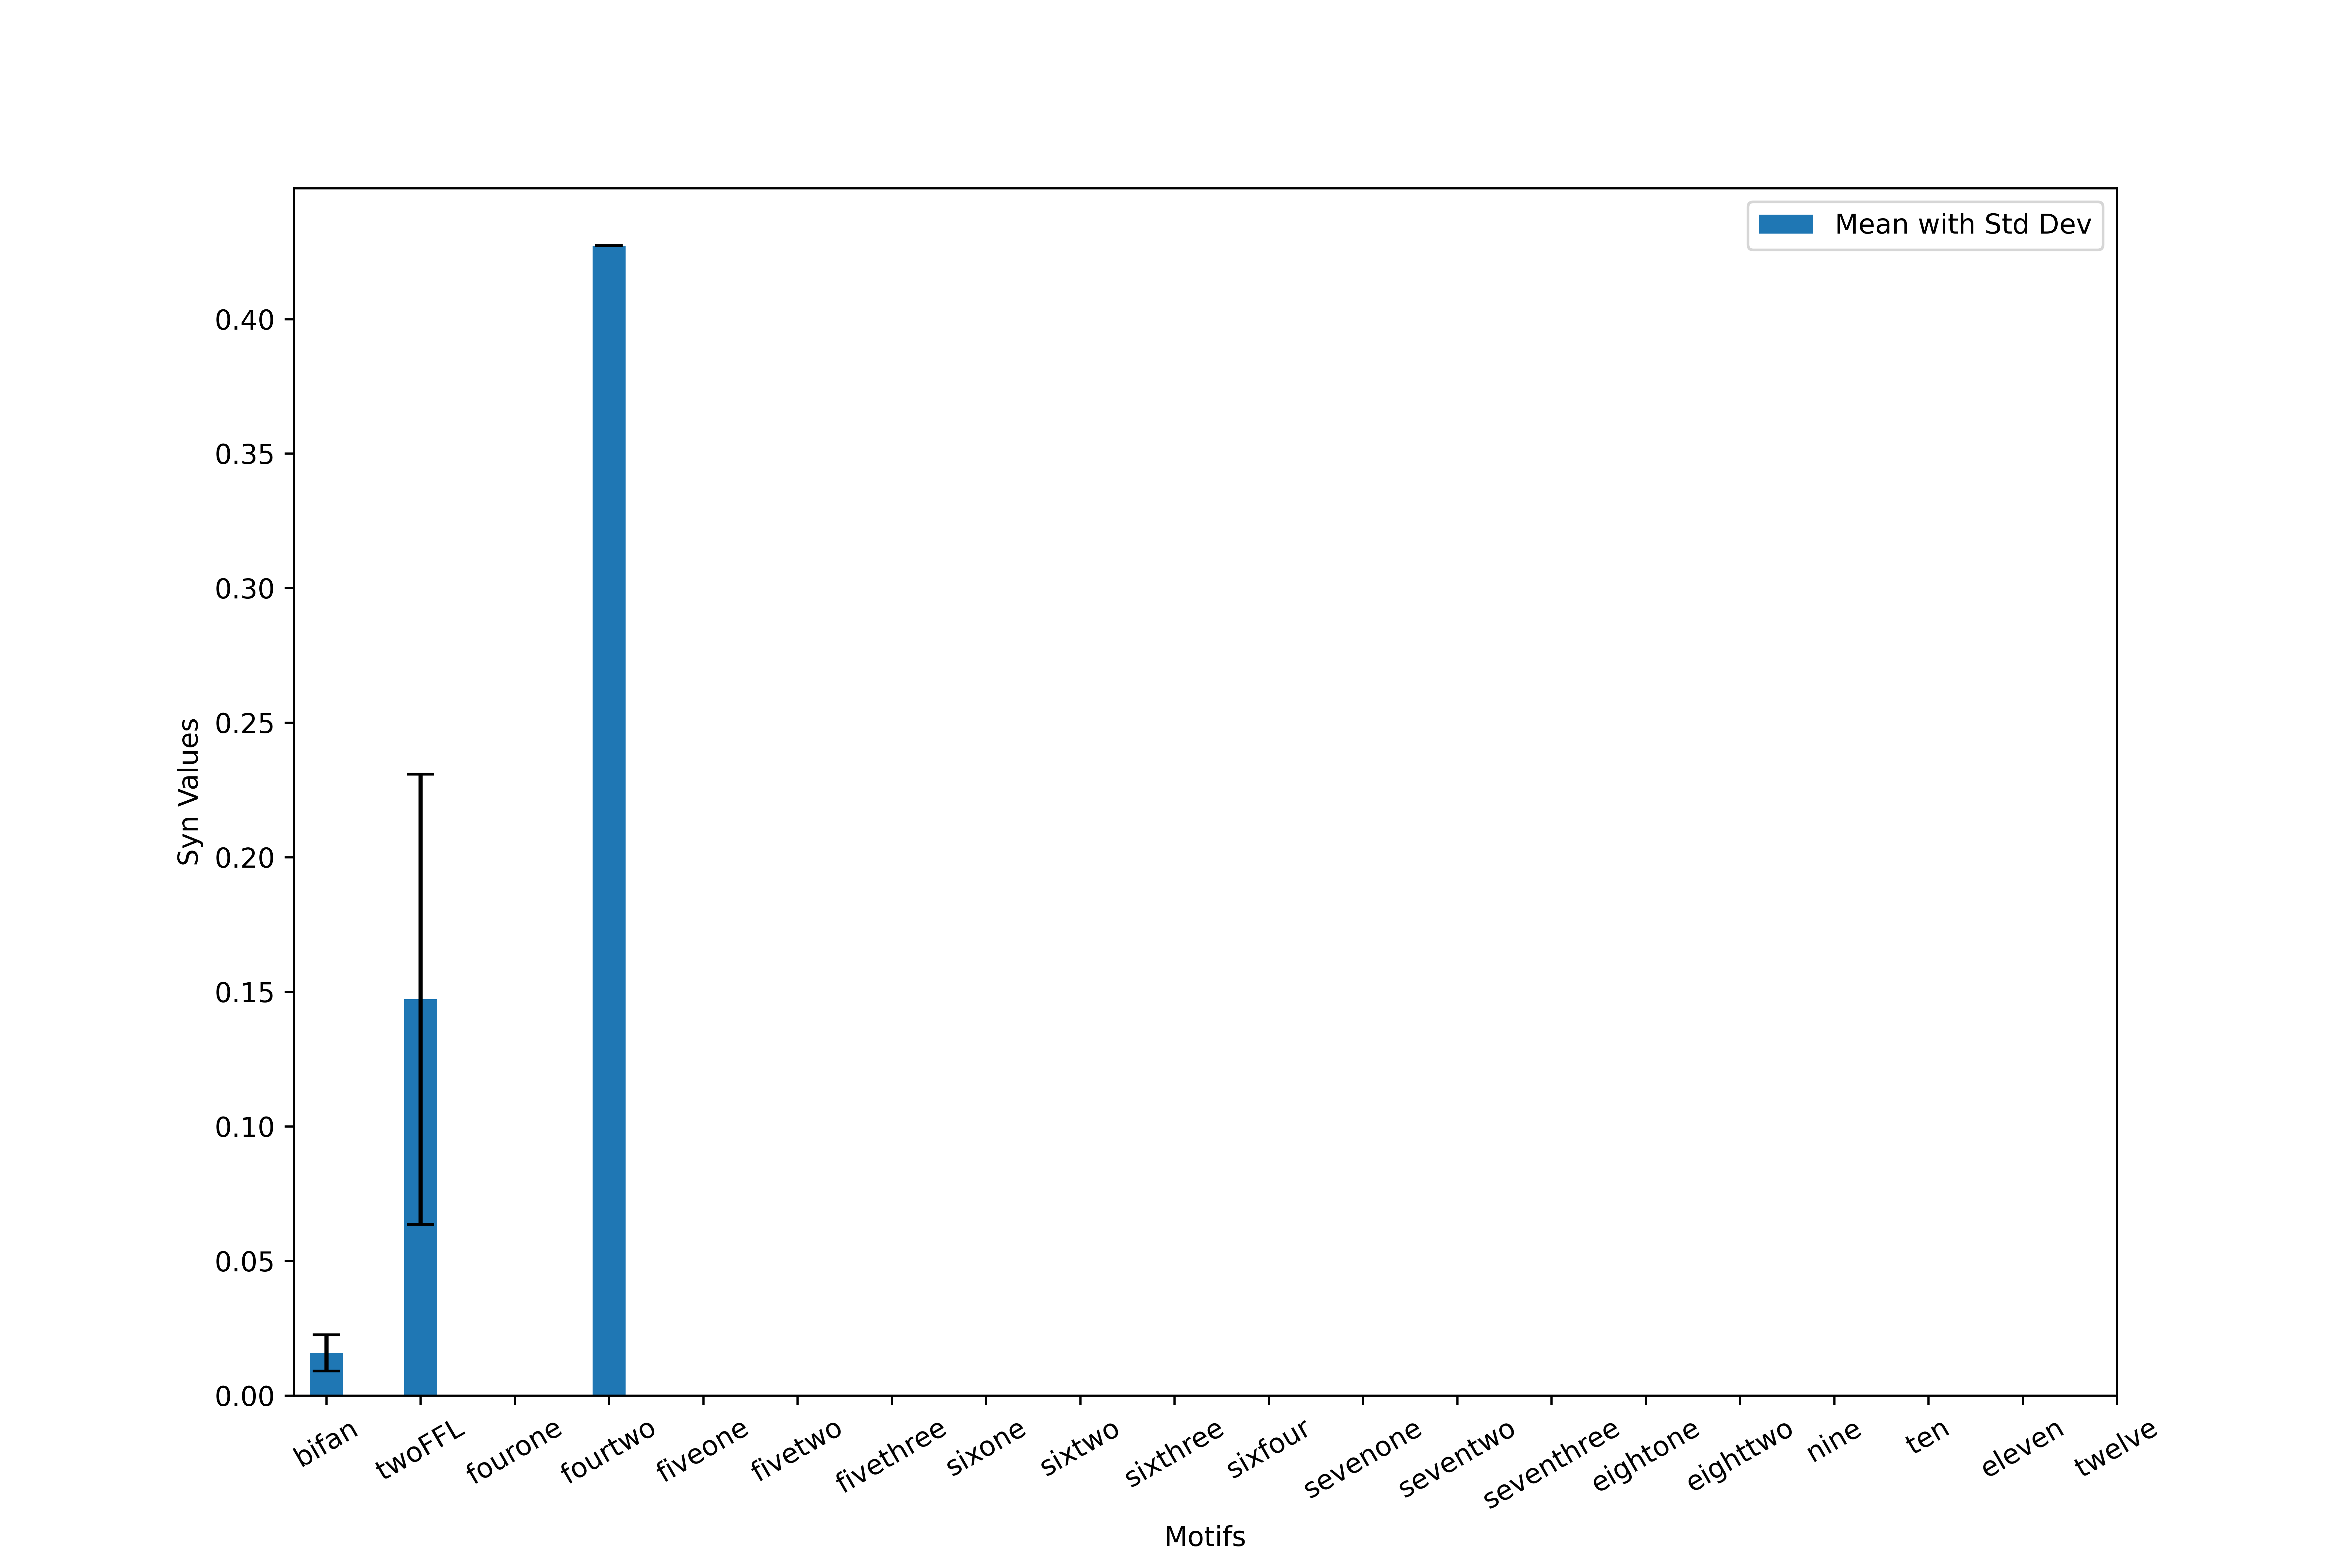 Mean with Std Dev
Syn Values
0.40
0.35
0.30
0.25
0.20
0.15
0.10
0.05
0.00
bifan
twoFFL
fourone
fourtwo
fiveone
fivetwo
fivethree
sixone
sixtwo
sixthree
sixfour
sevenone
seventwo
seventhree
eightone
eighttwo
nine
ten
eleven
twelve
Motifs